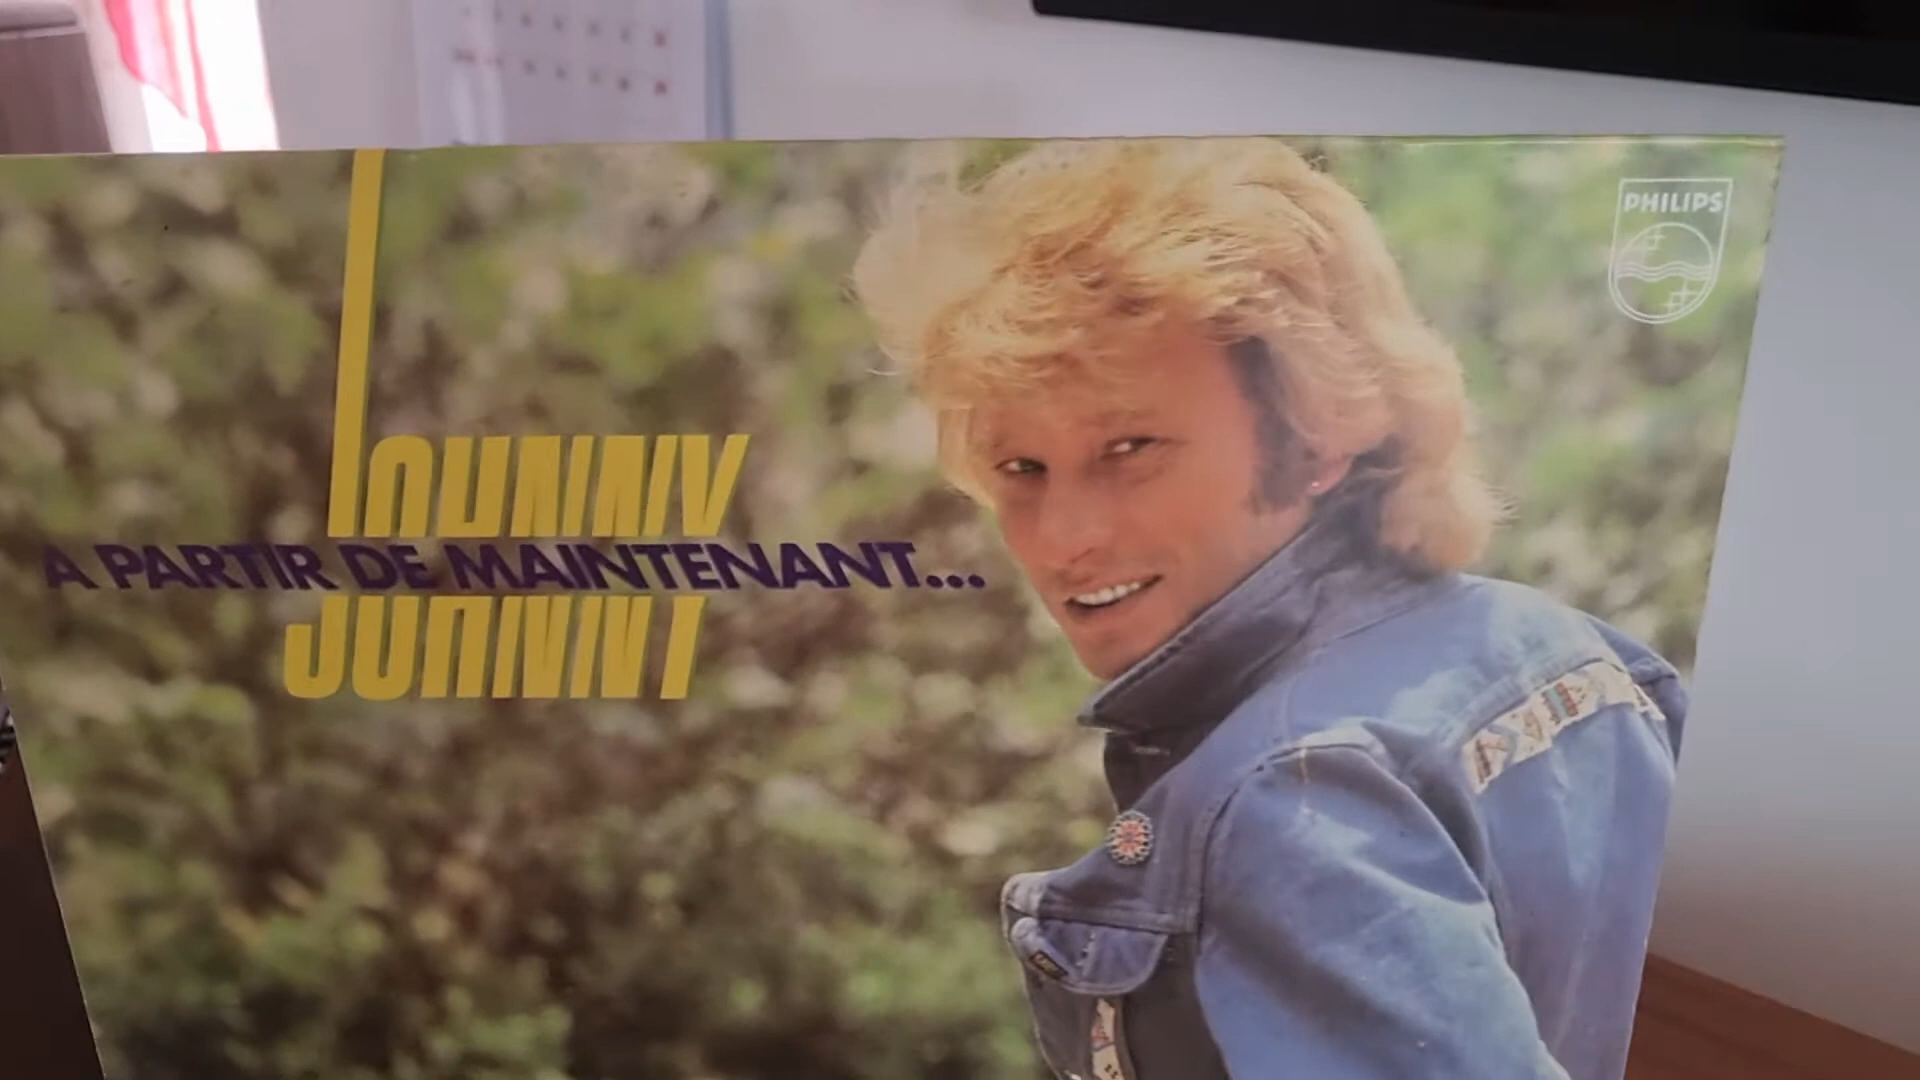 PHILIPS
JOHNNY
A PARTIR DE MAINTENANT...
JOHNNY